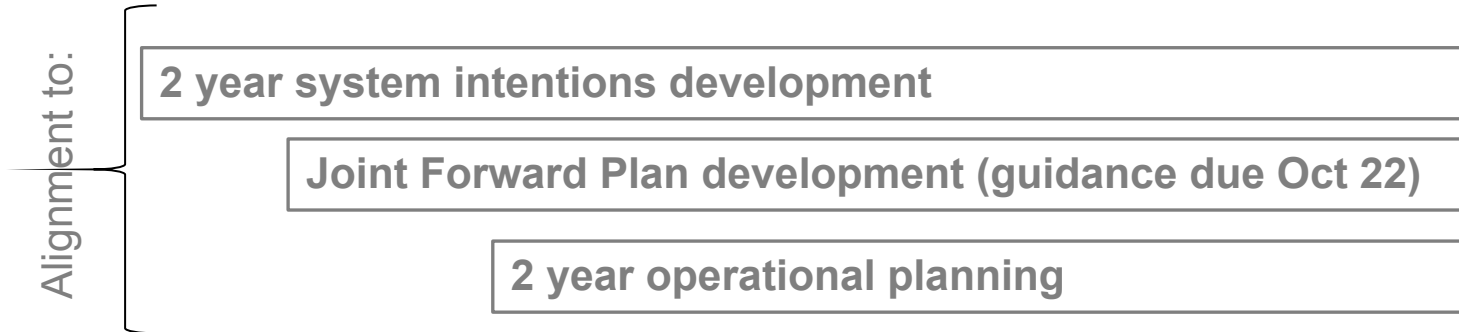 Alignment to:
2 year system intentions development
Joint Forward Plan development (guidance due Oct 22)
2 year operational planning